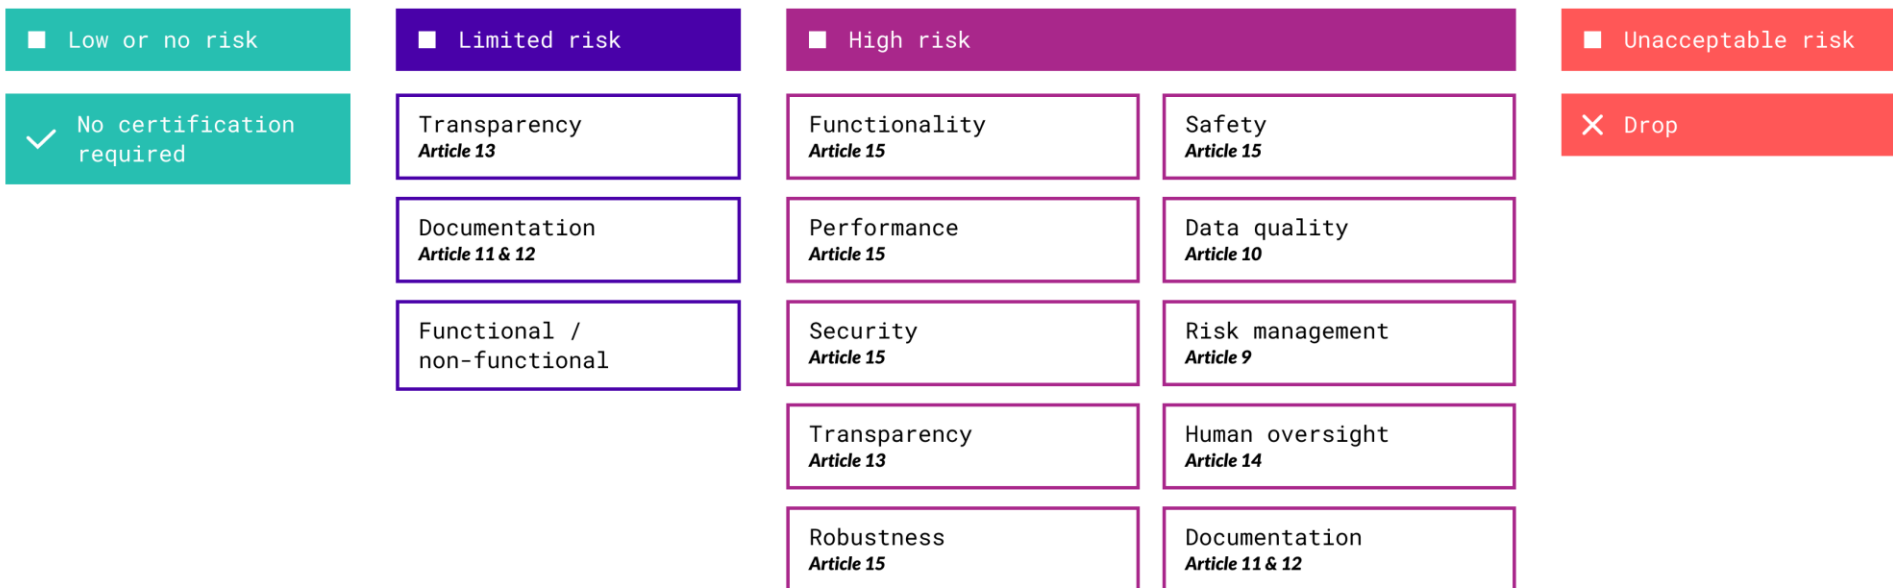 Low or no risk
No certification
required
Limited risk
Transparency
Article 13
Documentation
Article 11 & 12
Functional /
non-functional
High risk
Functionality
Article 15
Safety
Article 15
Performance
Article 15
Data quality
Article 10
Security
Article 15
Risk management
Article 9
Transparency
Article 13
Human oversight
Article 14
Robustness
Article 15
Documentation
Article 11 & 12
Unacceptable risk
Drop